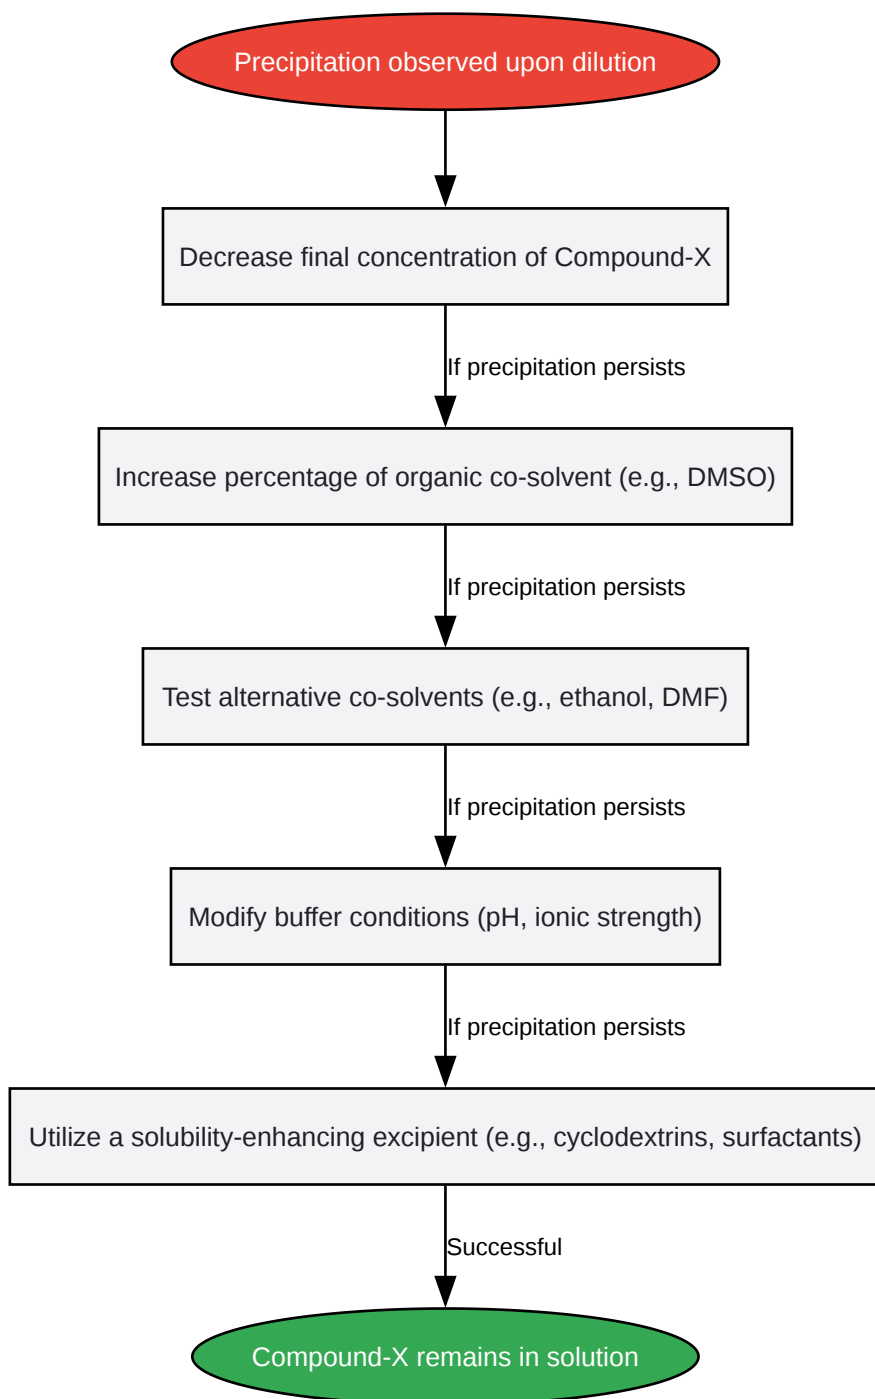 Precipitation observed upon dilution
Decrease final concentration of Compound-X
If precipitation persists
Increase percentage of organic co-solvent (e.g., DMSO)
If precipitation persists
Test alternative co-solvents (e.g., ethanol, DMF)
If precipitation persists
Modify buffer conditions (pH, ionic strength)
If precipitation persists
Utilize a solubility-enhancing excipient (e.g., cyclodextrins, surfactants)
Successful
Compound-X remains in solution